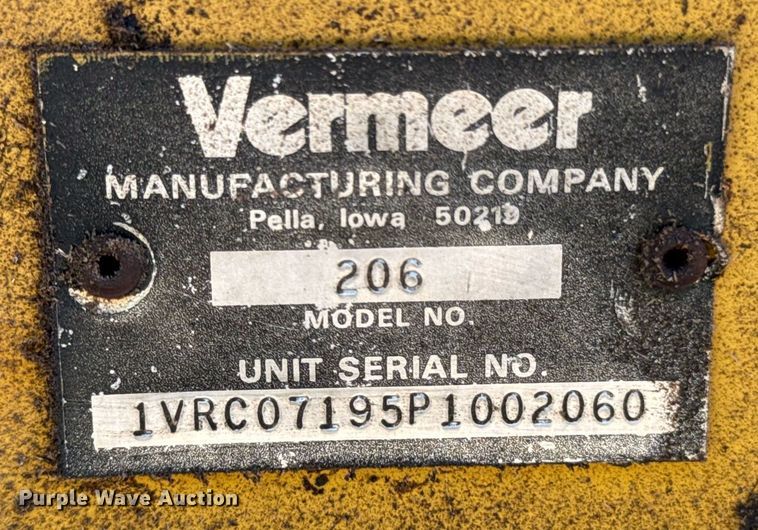 Vermeer
MANUFACTURING COMPANY
Pella, Iowa 50219
206
MODEL NO.
UNIT SERIAL NO.
1VRC07195P1002060
Purple Wave Auction